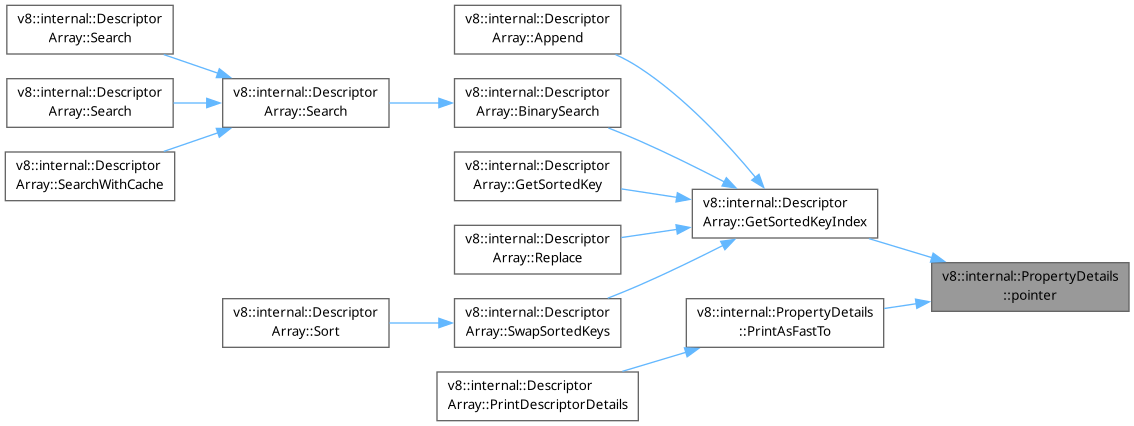 v8::internal::Descriptor
Array::Search
v8::internal::Descriptor
Array::Append
v8::internal::Descriptor
Array::Search
v8::internal::Descriptor
Array::Search
v8::internal::Descriptor
Array::BinarySearch
v8::internal::Descriptor
Array::SearchWithCache
v8::internal::Descriptor
Array::GetSortedKey
v8::internal::Descriptor
Array::GetSortedKeyIndex
v8::internal::Descriptor
Array::Replace
v8::internal::PropertyDetails
::pointer
v8::internal::Descriptor
Array::Sort
v8::internal::Descriptor
Array::SwapSortedKeys
v8::internal::PropertyDetails
::PrintAsFastTo
v8::internal::Descriptor
Array::PrintDescriptorDetails